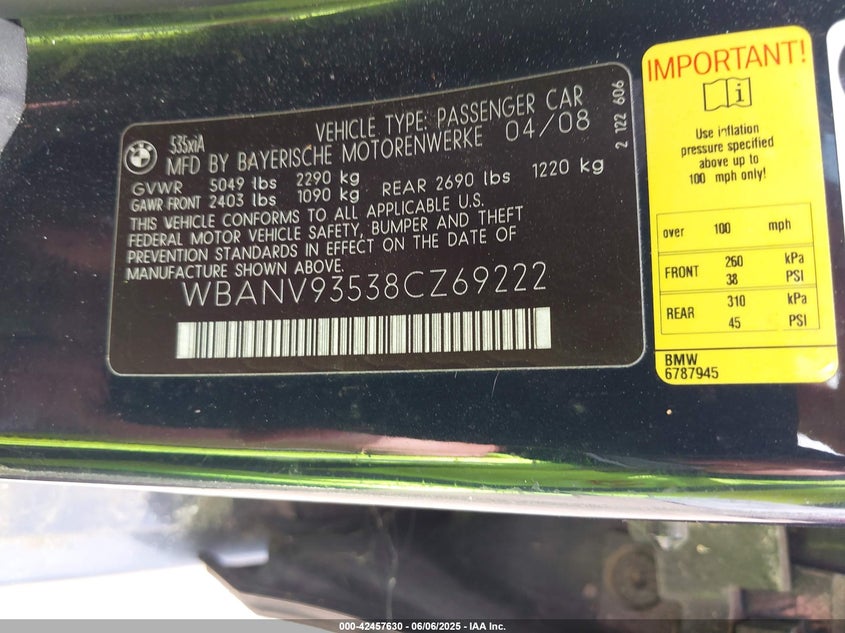 535xiA
VEHICLE TYPE: PASSENGER CAR
MFD BY BAYERISCHE MOTORENWERKE 04/08
GVWR 5049 lbs 2290 kg
GAWR FRONT 2403 lbs 1090 kg REAR 2690 lbs 1220 kg
THIS VEHICLE CONFORMS TO ALL APPLICABLE U.S.
FEDERAL MOTOR VEHICLE SAFETY, BUMPER AND THEFT
PREVENTION STANDARDS IN EFFECT ON THE DATE OF
MANUFACTURE SHOWN ABOVE.
WBANV93538CZ69222
2 122 606
IMPORTANT!
i
Use inflation
pressure specified
above up to
100 mph only!
over 100 mph
FRONT 260 kPa
38 PSI
REAR 310 kPa
45 PSI
BMW
6787945
000-42457630 - 06/06/2025 - IAA Inc.